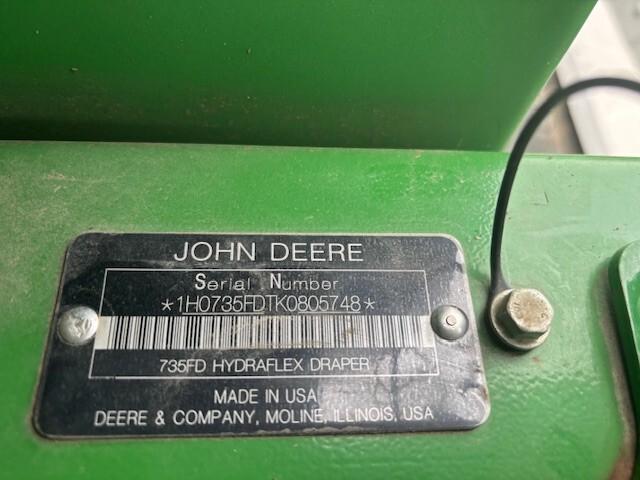 JOHN DEERE
Serial Number
*1H0735FDTK0805748*
735FD HYDRAFLEX DRAPER
MADE IN USA
DEERE & COMPANY, MOLINE, ILLINOIS, USA